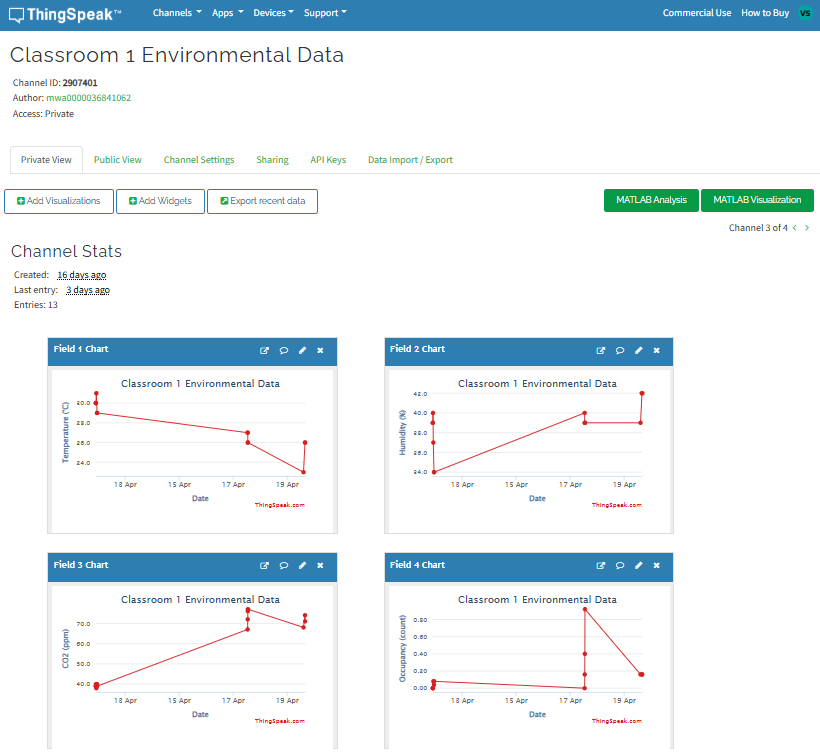 ThingSpeak™
Channels Apps Devices Support
Commercial Use How to Buy VS
Classroom 1 Environmental Data
Channel ID: 2907401
Author: mwa0000036841062
Access: Private
Private View Public View Channel Settings Sharing API Keys Data Import / Export
Add Visualizations Add Widgets Export recent data MATLAB Analysis MATLAB Visualization
Channel 3 of 4 < >
Channel Stats
Created: 16 days ago
Last entry: 3 days ago
Entries: 13
Field 1 Chart
Classroom 1 Environmental Data
Temperature (°C)
30.0
28.0
26.0
24.0
13 Apr 15 Apr 17 Apr 19 Apr
Date
ThingSpeak.com
Field 2 Chart
Classroom 1 Environmental Data
Humidity (%)
42.0
40.0
38.0
36.0
34.0
13 Apr 15 Apr 17 Apr 19 Apr
Date
ThingSpeak.com
Field 3 Chart
Classroom 1 Environmental Data
CO2 (ppm)
70.0
60.0
50.0
40.0
13 Apr 15 Apr 17 Apr 19 Apr
Date
ThingSpeak.com
Field 4 Chart
Classroom 1 Environmental Data
Occupancy (count)
0.80
0.60
0.40
0.20
0.00
13 Apr 15 Apr 17 Apr 19 Apr
Date
ThingSpeak.com